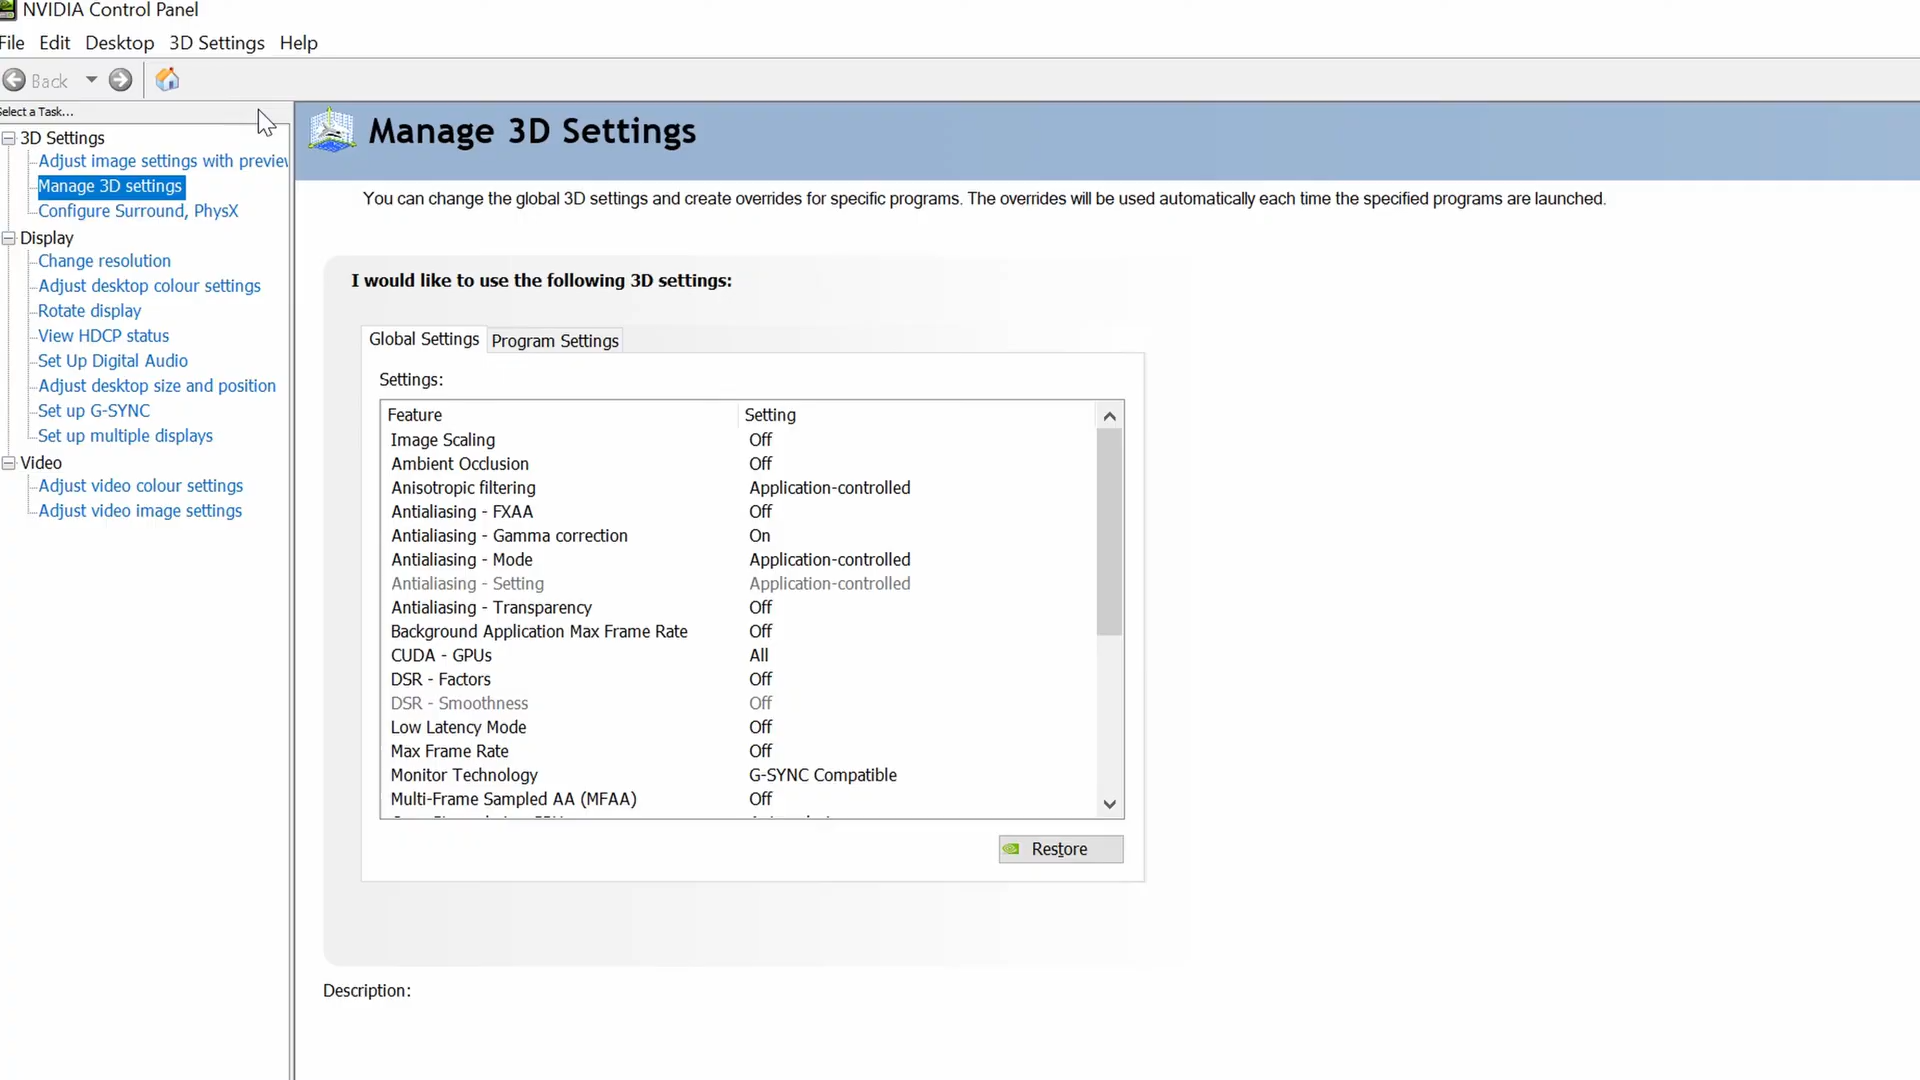 NVIDIA Control Panel
File Edit Desktop 3D Settings Help
Back
Select a Task...
3D Settings
Adjust image settings with preview
Manage 3D settings
Configure Surround, PhysX
Display
Change resolution
Adjust desktop colour settings
Rotate display
View HDCP status
Set Up Digital Audio
Adjust desktop size and position
Set up G-SYNC
Set up multiple displays
Video
Adjust video colour settings
Adjust video image settings
Manage 3D Settings
You can change the global 3D settings and create overrides for specific programs. The overrides will be used automatically each time the specified programs are launched.
I would like to use the following 3D settings:
Global Settings Program Settings
Settings:
Feature Setting
Image Scaling Off
Ambient Occlusion Off
Anisotropic filtering Application-controlled
Antialiasing - FXAA Off
Antialiasing - Gamma correction On
Antialiasing - Mode Application-controlled
Antialiasing - Setting Application-controlled
Antialiasing - Transparency Off
Background Application Max Frame Rate Off
CUDA - GPUs All
DSR - Factors Off
DSR - Smoothness Off
Low Latency Mode Off
Max Frame Rate Off
Monitor Technology G-SYNC Compatible
Multi-Frame Sampled AA (MFAA) Off
Restore
Description: